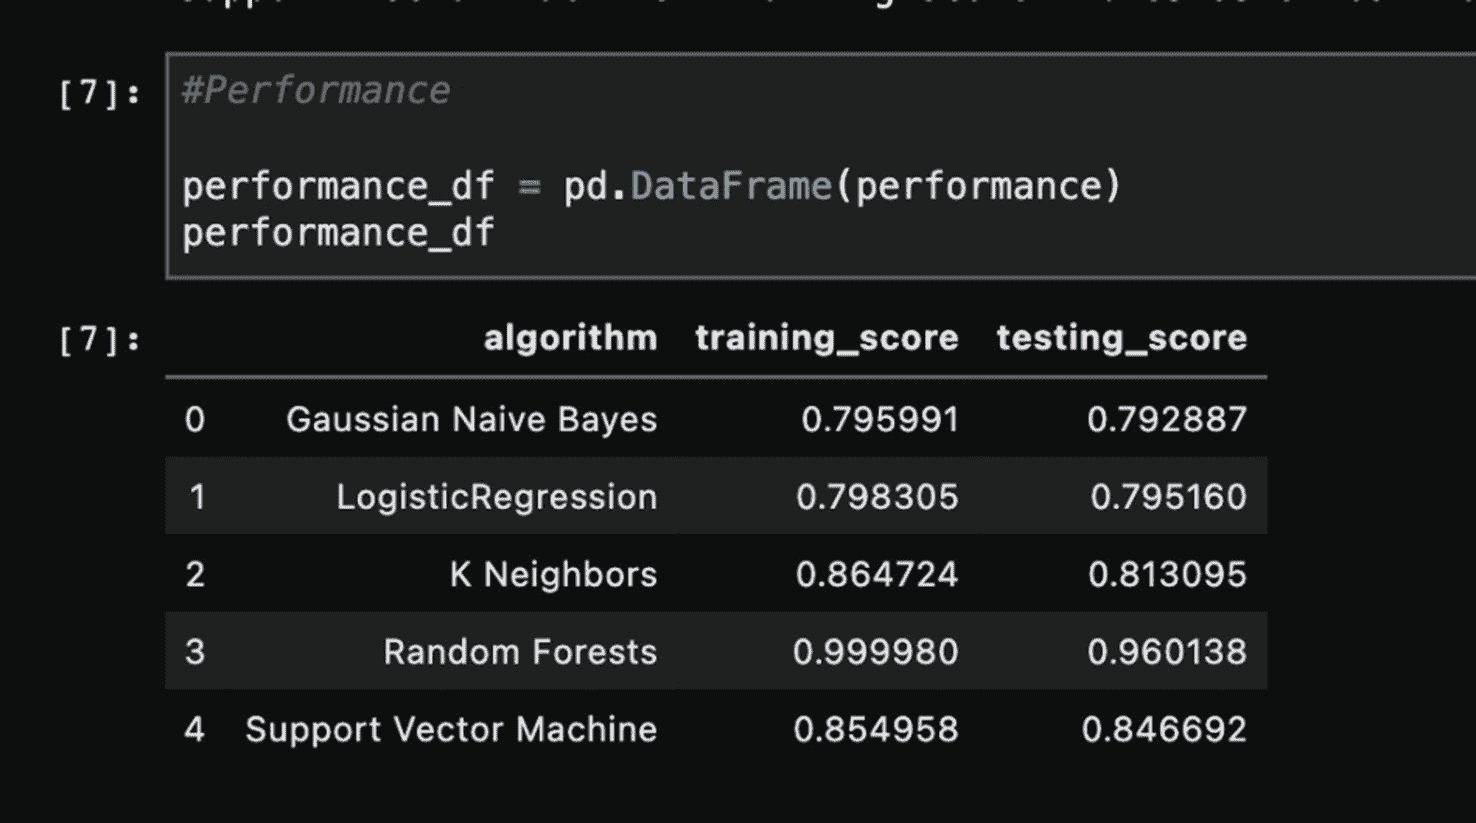 [7]: #Performance
performance_df = pd.DataFrame(performance)
performance_df
[7]: algorithm training_score testing_score
0 Gaussian Naive Bayes 0.795991 0.792887
1 LogisticRegression 0.798305 0.795160
2 K Neighbors 0.864724 0.813095
3 Random Forests 0.999980 0.960138
4 Support Vector Machine 0.854958 0.846692